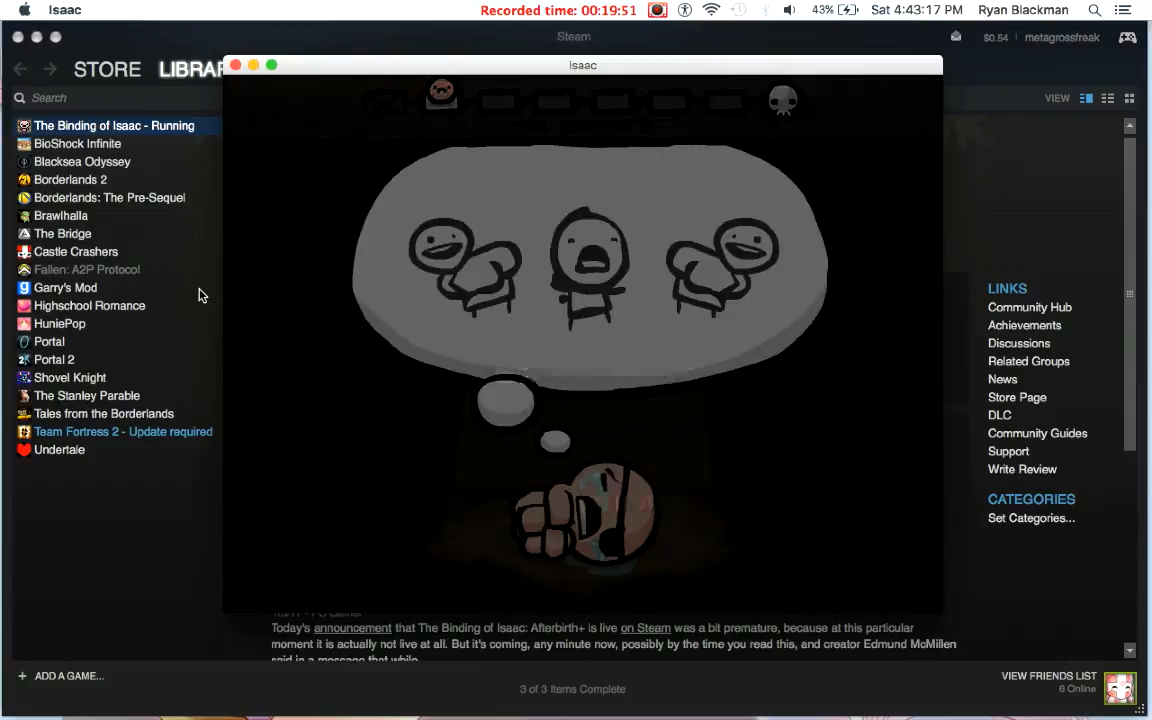 Isaac
Recorded time: 00:19:51
43%
Sat 4:43:17 PM
Ryan Blackman
Steam
$0.54
metagrossfreak
STORE
LIBRAR
Isaac
Search
VIEW
The Binding of Isaac - Running
BioShock Infinite
Blacksea Odyssey
Borderlands 2
Borderlands: The Pre-Sequel
Brawlhalla
The Bridge
Castle Crashers
Fallen: A2P Protocol
Garry's Mod
Highschool Romance
HuniePop
Portal
Portal 2
Shovel Knight
The Stanley Parable
Tales from the Borderlands
Team Fortress 2 - Update required
Undertale
LINKS
Community Hub
Achievements
Discussions
Related Groups
News
Store Page
DLC
Community Guides
Support
Write Review
CATEGORIES
Set Categories...
Today's announcement that The Binding of Isaac: Afterbirth+ is live on Steam was a bit premature, because at this particular
moment it is actually not live at all. But it's coming, any minute now, possibly by the time you read this, and creator Edmund McMillen
said in a message that while
+ ADD A GAME...
3 of 3 Items Complete
VIEW FRIENDS LIST
6 Online